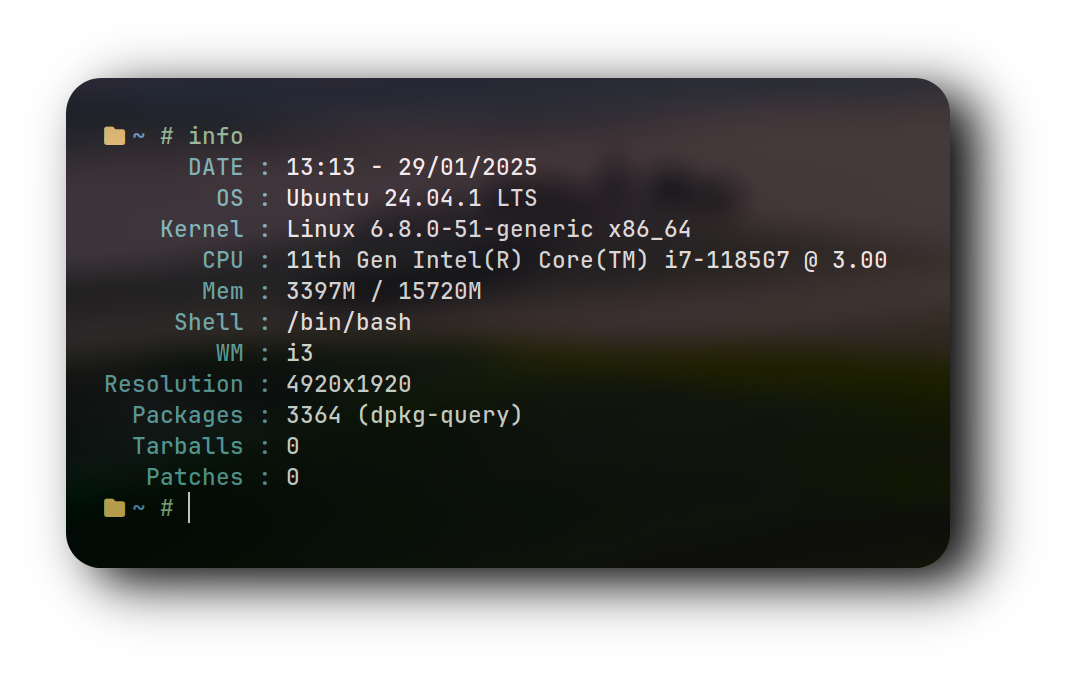 ~ # info
DATE : 13:13 - 29/01/2025
OS : Ubuntu 24.04.1 LTS
Kernel : Linux 6.8.0-51-generic x86_64
CPU : 11th Gen Intel(R) Core(TM) i7-1185G7 @ 3.00
Mem : 3397M / 15720M
Shell : /bin/bash
WM : i3
Resolution : 4920x1920
Packages : 3364 (dpkg-query)
Tarballs : 0
Patches : 0
~ #